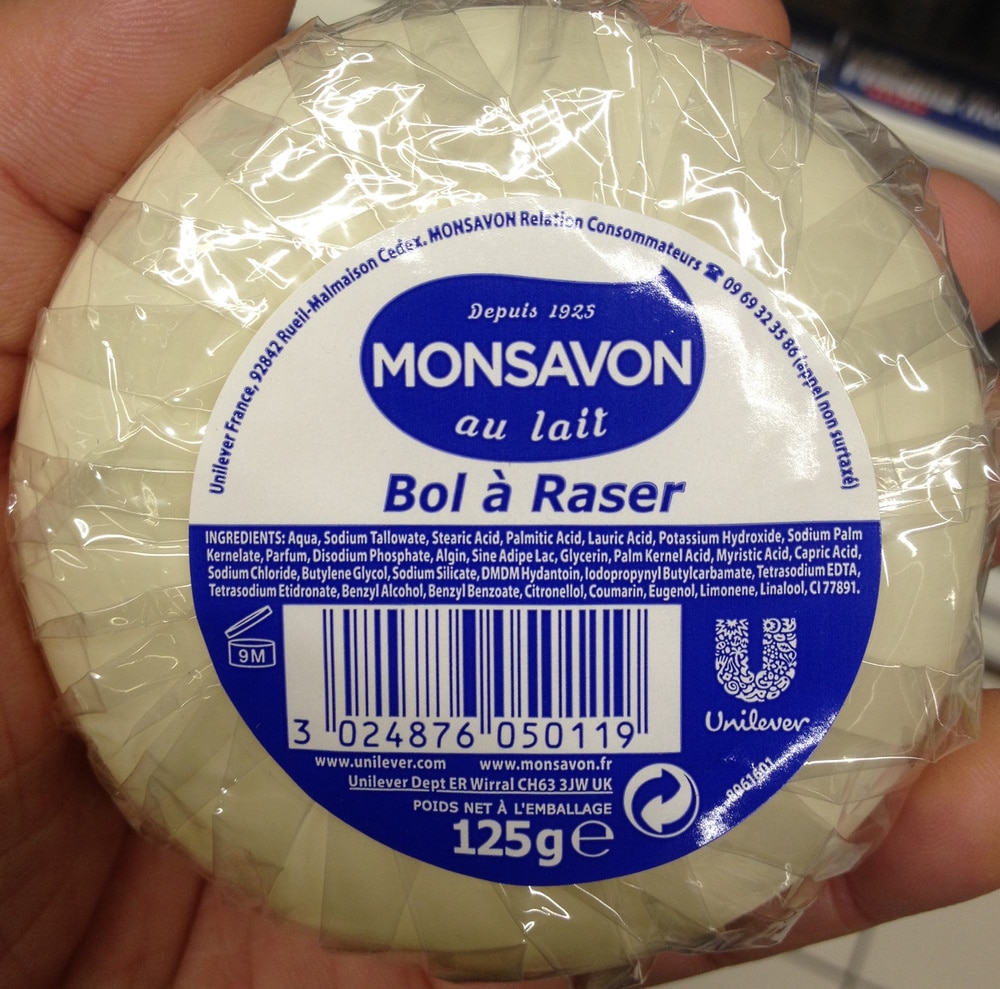 Unilever France, 92842 Rueil-Malmaison Cedex. MONSAVON Relation Consommateurs ☎ 09 69 32 35 86 (appel non surtaxé)
Depuis 1925
MONSAVON
au lait
Bol à Raser
INGREDIENTS: Aqua, Sodium Tallowate, Stearic Acid, Palmitic Acid, Lauric Acid, Potassium Hydroxide, Sodium Palm
Kernelate, Parfum, Disodium Phosphate, Algin, Sine Adipe Lac, Glycerin, Palm Kernel Acid, Myristic Acid, Capric Acid,
Sodium Chloride, Butylene Glycol, Sodium Silicate, DMDM Hydantoin, Iodopropynyl Butylcarbamate, Tetrasodium EDTA,
Tetrasodium Etidronate, Benzyl Alcohol, Benzyl Benzoate, Citronellol, Coumarin, Eugenol, Limonene, Linalool, CI 77891.
9M
U
Unilever
3 024876 050119
www.unilever.com www.monsavon.fr
Unilever Dept ER Wirral CH63 3JW UK
POIDS NET À L'EMBALLAGE
125g e
8061601